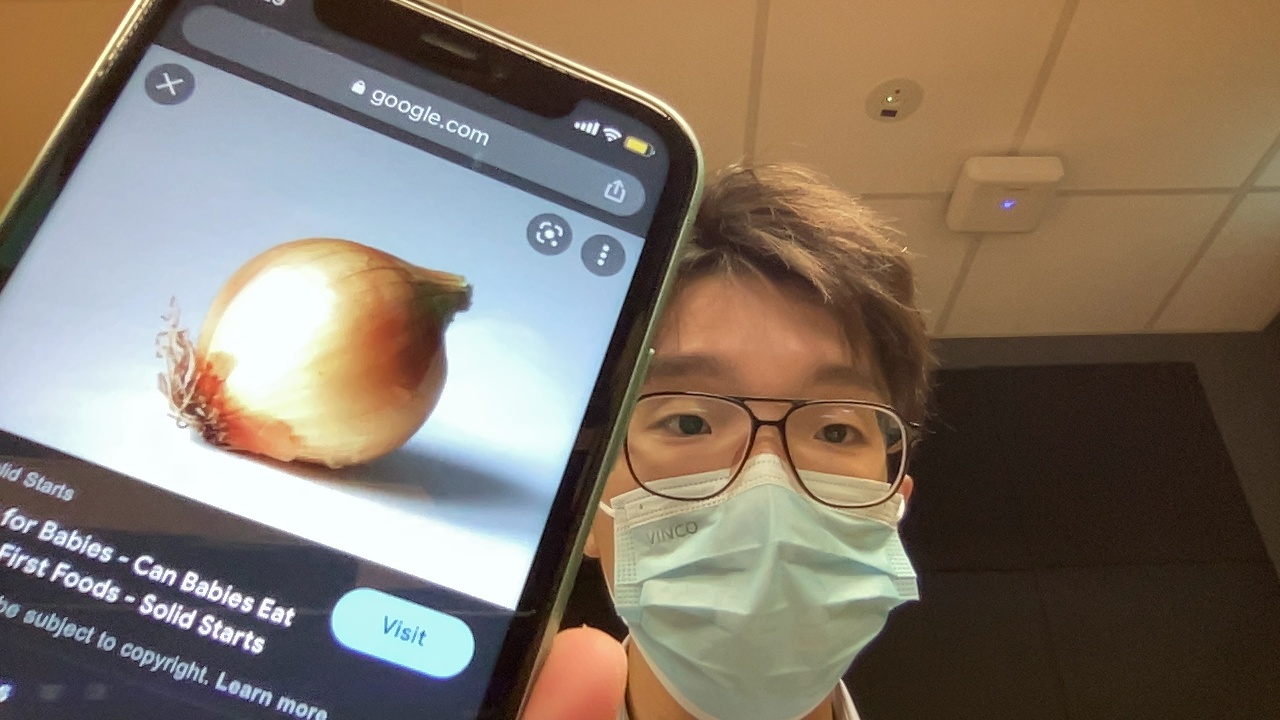 google.com
lid Starts
for Babies - Can Babies Eat
First Foods - Solid Starts
Visit
be subject to copyright. Learn more
VINCO